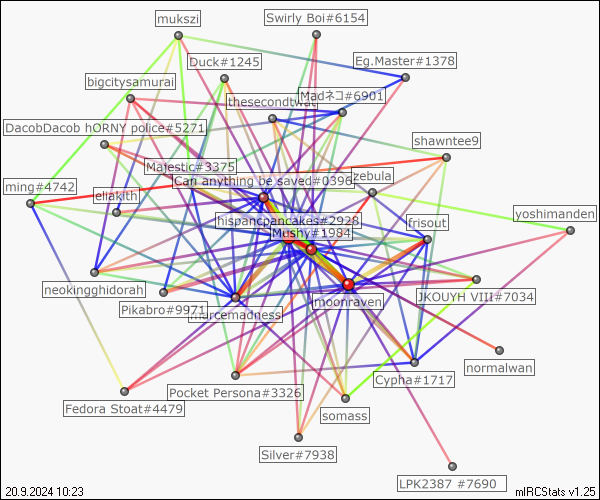 mukszi
Swirly Boi#6154
Duck#1245
Eg.Master#1378
bigcitysamurai
thesecondtwat
Madネコ#6901
DacobDacob hORNY police#5271
shawntee9
Majestic#3375
zebula
ming#4742
Can anything be saved#0396
eliakith
hispancpancakes#2928
frisout
yoshimanden
Mushy#1984
neokingghidorah
imoonraven
JKOUYH VIII#7034
Pikabro#9971
marcemadness
normalwan
Cypha#1717
Pocket Persona#3326
Fedora Stoat#4479
somass
Silver#7938
LPK2387 #7690
20.9.2024 10:23
mIRCStats v1.25